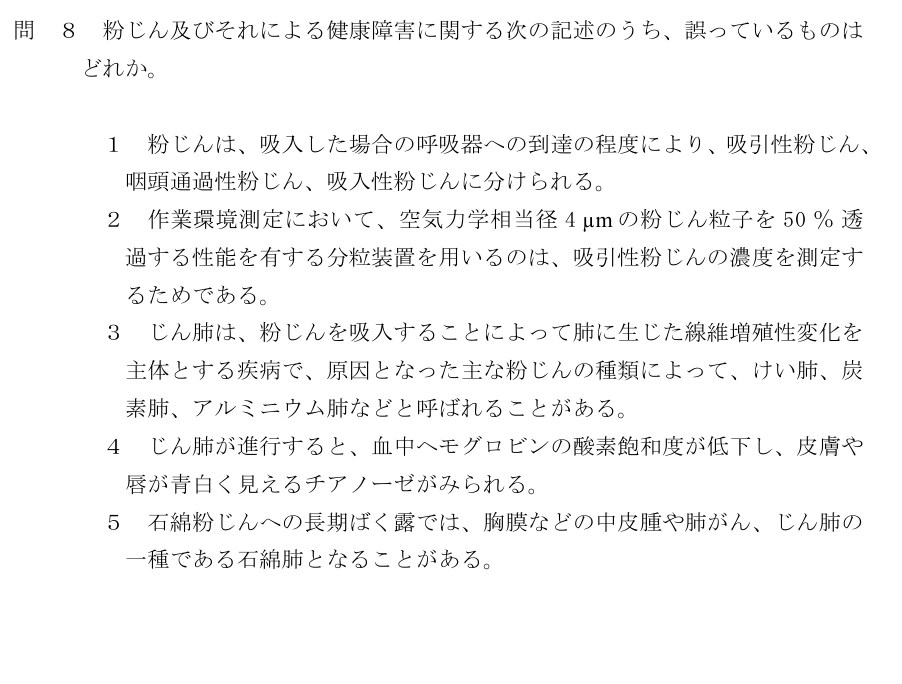 問　８　粉じん及びそれによる健康障害に関する次の記述のうち、誤っているものは
どれか。
１　粉じんは、吸入した場合の呼吸器への到達の程度により、吸引性粉じん、
咽頭通過性粉じん、吸入性粉じんに分けられる。
２　作業環境測定において、空気力学相当径 4 μm の粉じん粒子を 50 ％ 透
過する性能を有する分粒装置を用いるのは、吸引性粉じんの濃度を測定す
るためである。
３　じん肺は、粉じんを吸入することによって肺に生じた線維増殖性変化を
主体とする疾病で、原因となった主な粉じんの種類によって、けい肺、炭
素肺、アルミニウム肺などと呼ばれることがある。
４　じん肺が進行すると、血中ヘモグロビンの酸素飽和度が低下し、皮膚や
唇が青白く見えるチアノーゼがみられる。
５　石綿粉じんへの長期ばく露では、胸膜などの中皮腫や肺がん、じん肺の
一種である石綿肺となることがある。